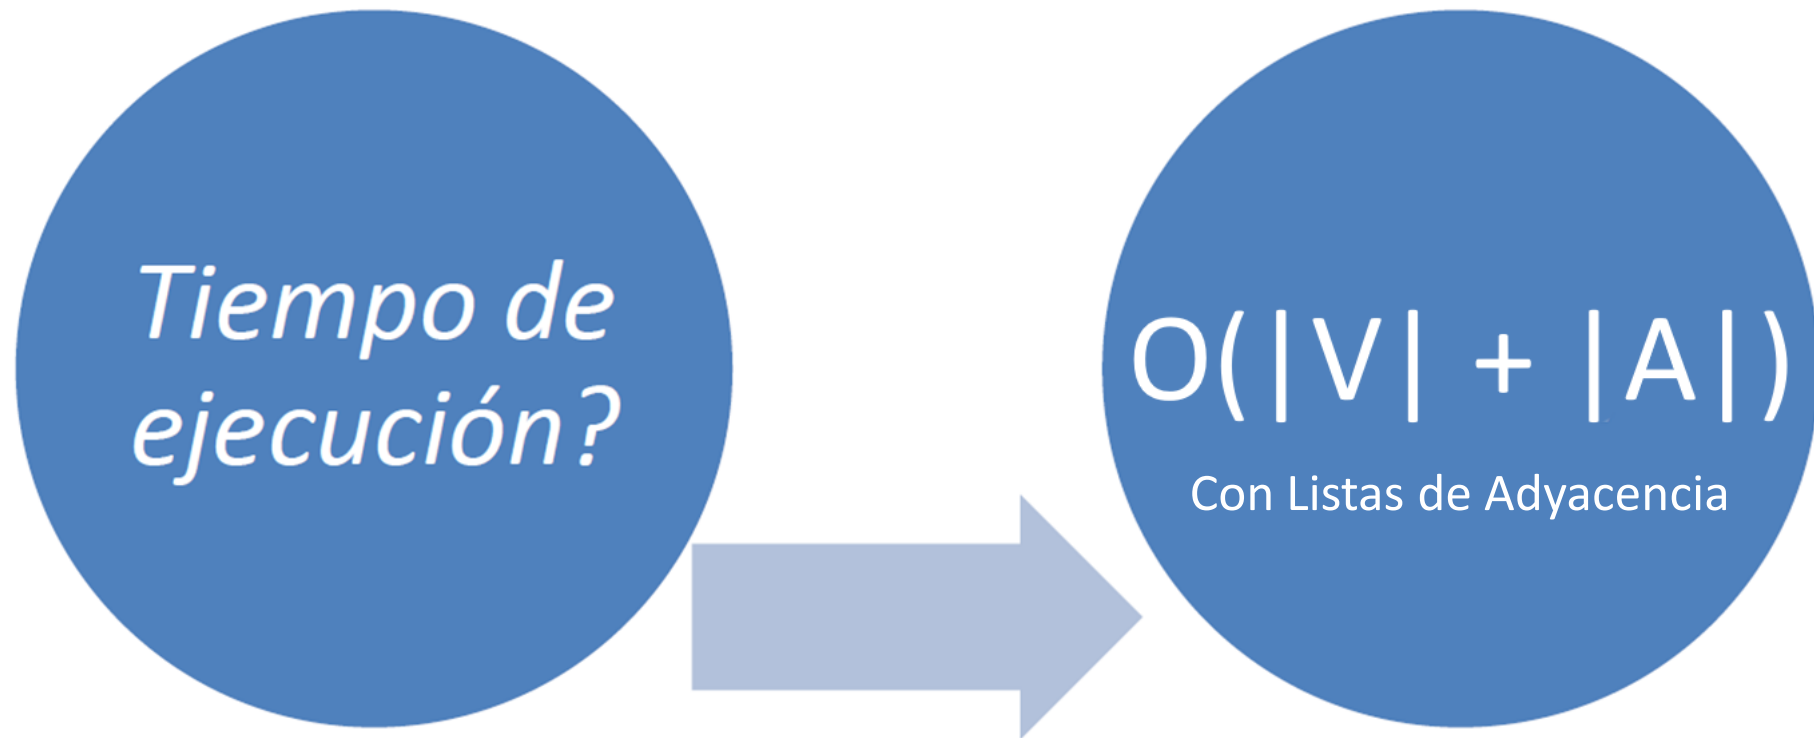 Tiempo de
ejecución?
O(|V| + |A|)
Con Listas de Adyacencia